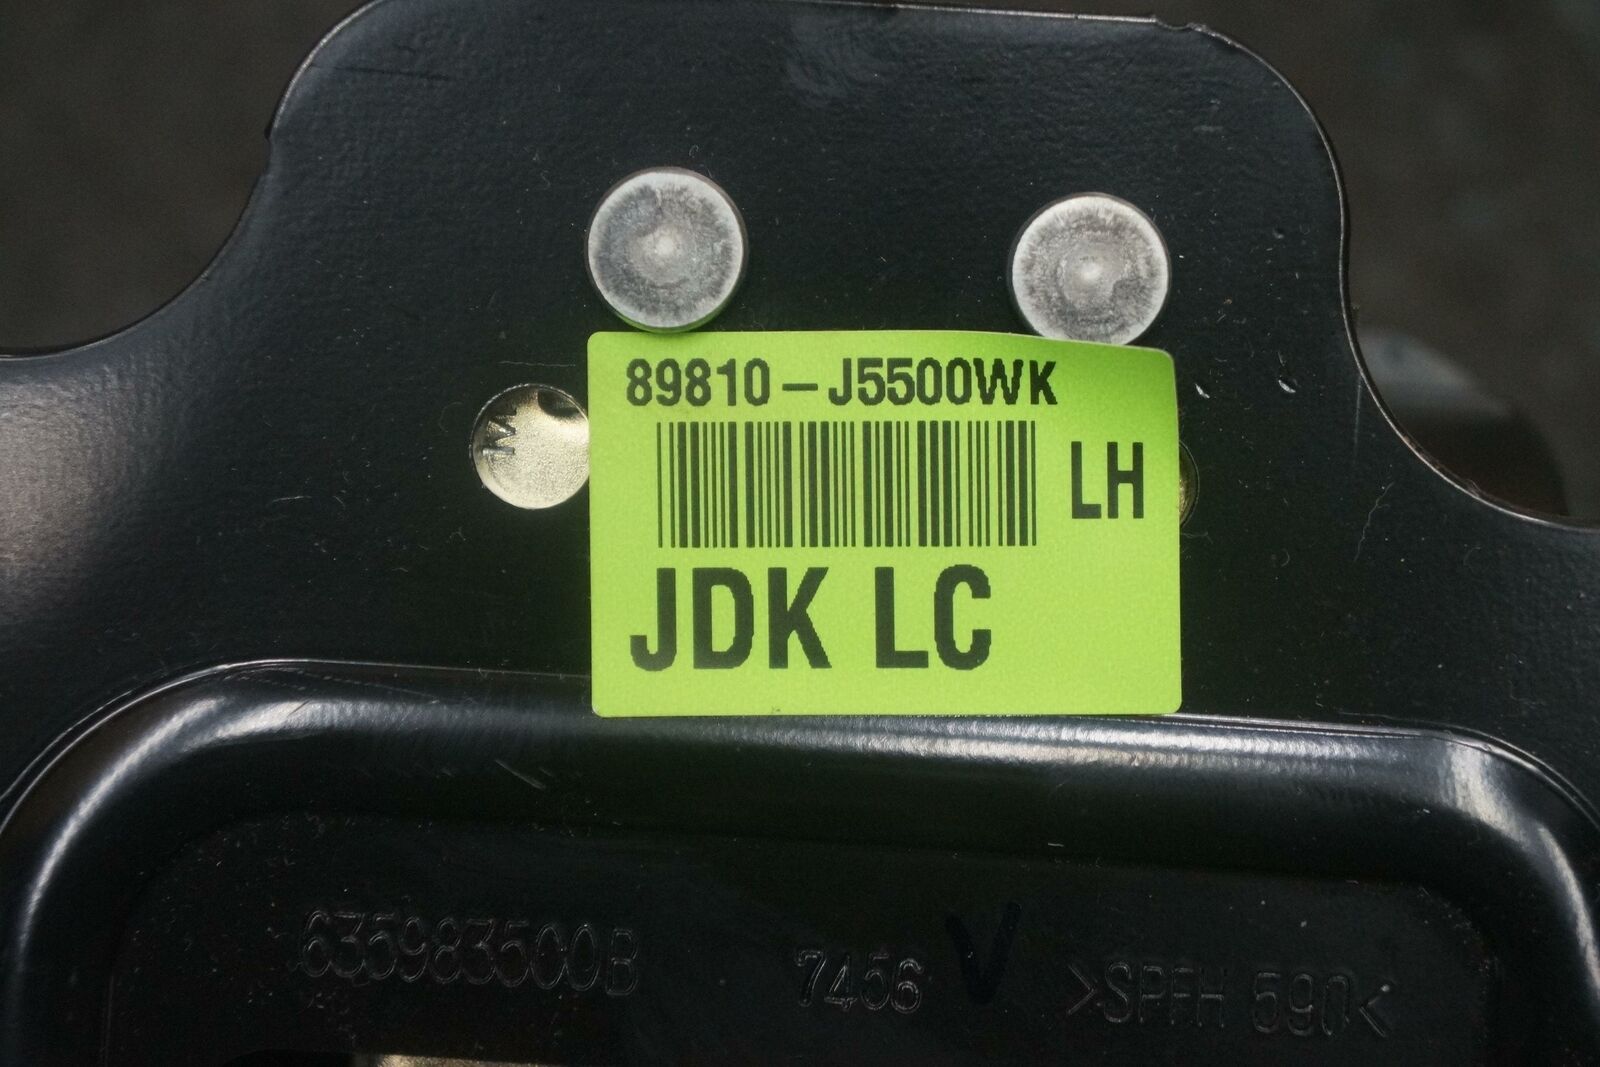 89810-J5500WK
LH
JDK LC
635983500B 7456 V >SPFH 590<